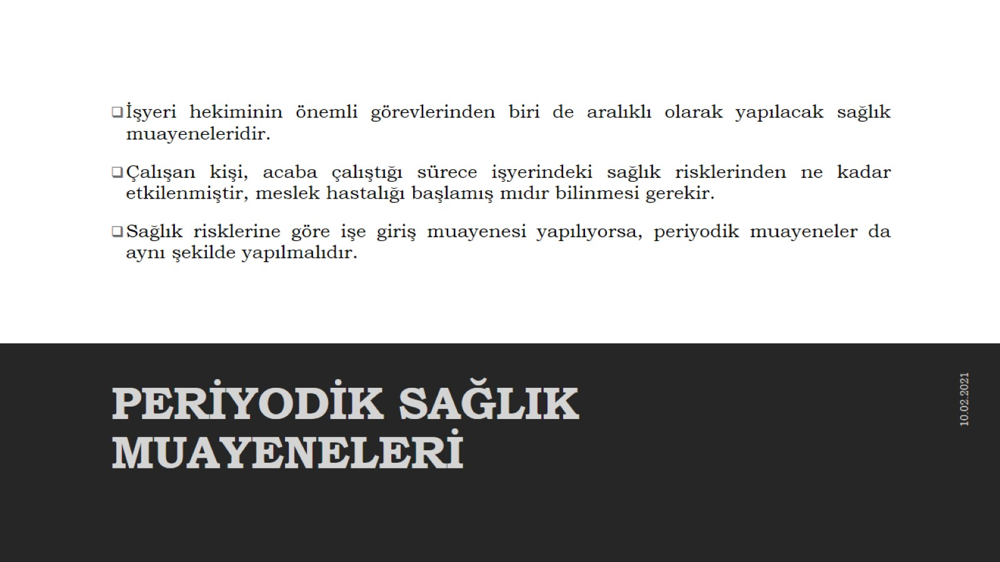 ❑İşyeri hekiminin önemli görevlerinden biri de aralıklı olarak yapılacak sağlık
muayeneleridir.
❑Çalışan kişi, acaba çalıştığı sürece işyerindeki sağlık risklerinden ne kadar
etkilenmiştir, meslek hastalığı başlamış mıdır bilinmesi gerekir.
❑Sağlık risklerine göre işe giriş muayenesi yapılıyorsa, periyodik muayeneler da
aynı şekilde yapılmalıdır.
PERİYODİK SAĞLIK
MUAYENELERİ
10.02.2021